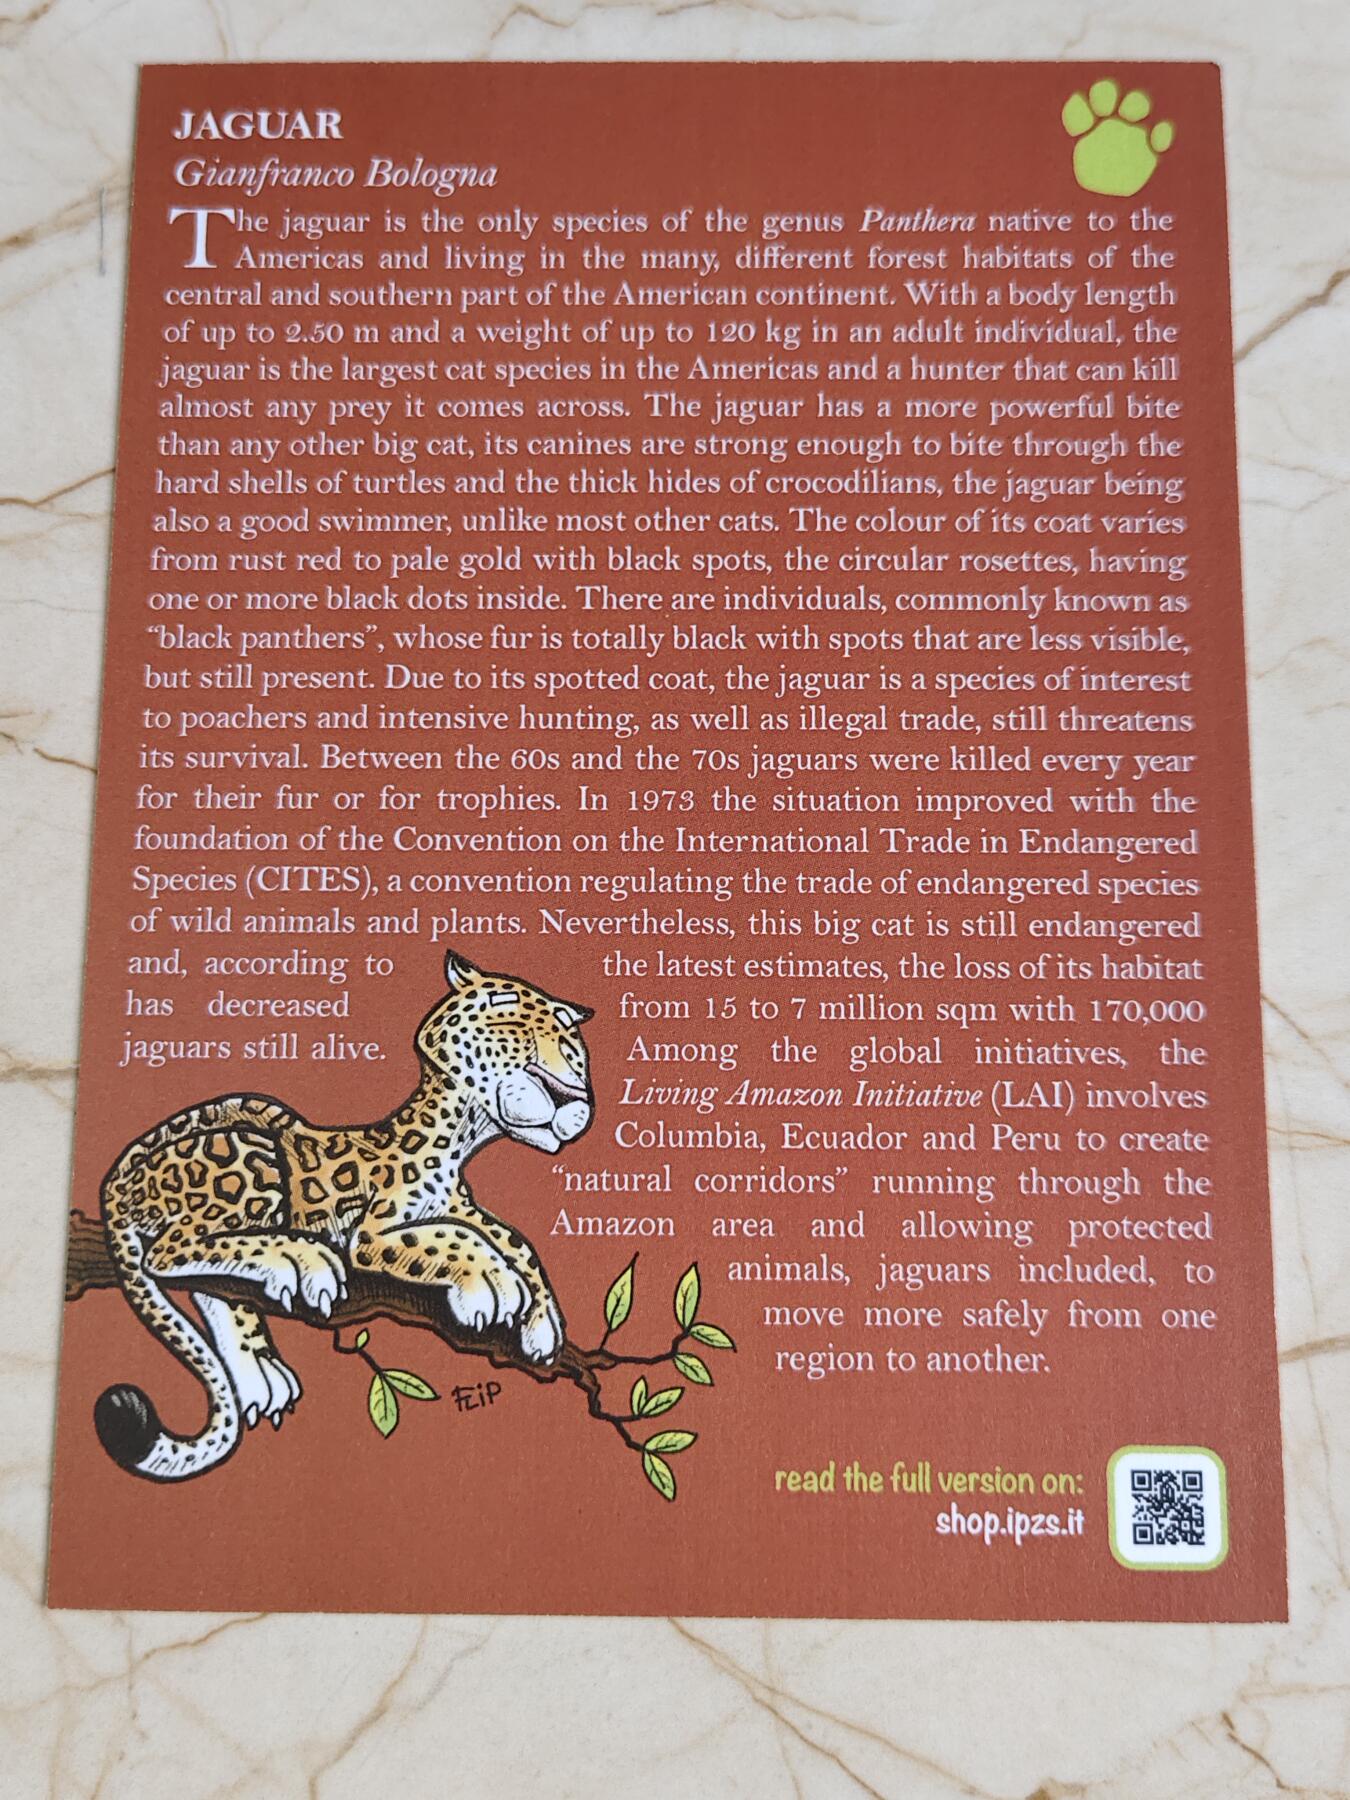 JAGUAR
Gianfranco Bologna
The jaguar is the only species of the genus Panthera native to the
Americas and living in the many, different forest habitats of the
central and southern part of the American continent. With a body length
of up to 2.50 m and a weight of up to 120 kg in an adult individual, the
jaguar is the largest cat species in the Americas and a hunter that can kill
almost any prey it comes across. The jaguar has a more powerful bite
than any other big cat, its canines are strong enough to bite through the
hard shells of turtles and the thick hides of crocodilians, the jaguar being
also a good swimmer, unlike most other cats. The colour of its coat varies
from rust red to pale gold with black spots, the circular rosettes, having
one or more black dots inside. There are individuals, commonly known as
“black panthers”, whose fur is totally black with spots that are less visible,
but still present. Due to its spotted coat, the jaguar is a species of interest
to poachers and intensive hunting, as well as illegal trade, still threatens
its survival. Between the 60s and the 70s jaguars were killed every year
for their fur or for trophies. In 1973 the situation improved with the
foundation of the Convention on the International Trade in Endangered
Species (CITES), a convention regulating the trade of endangered species
of wild animals and plants. Nevertheless, this big cat is still endangered
and, according to the latest estimates, the loss of its habitat
has decreased from 15 to 7 million sqm with 170,000
jaguars still alive. Among the global initiatives, the
Living Amazon Initiative (LAI) involves
Columbia, Ecuador and Peru to create
“natural corridors” running through the
Amazon area and allowing protected
animals, jaguars included, to
move more safely from one
region to another.
FLiP
read the full version on:
shop.ipzs.it